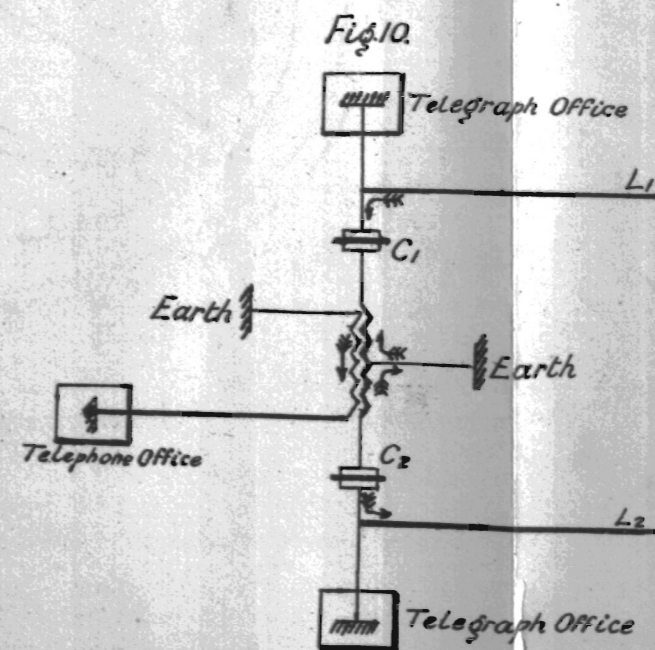 Fig.10.
Telegraph Office
L1
C1
Earth
Earth
Telephone Office
C2
L2
Telegraph Office